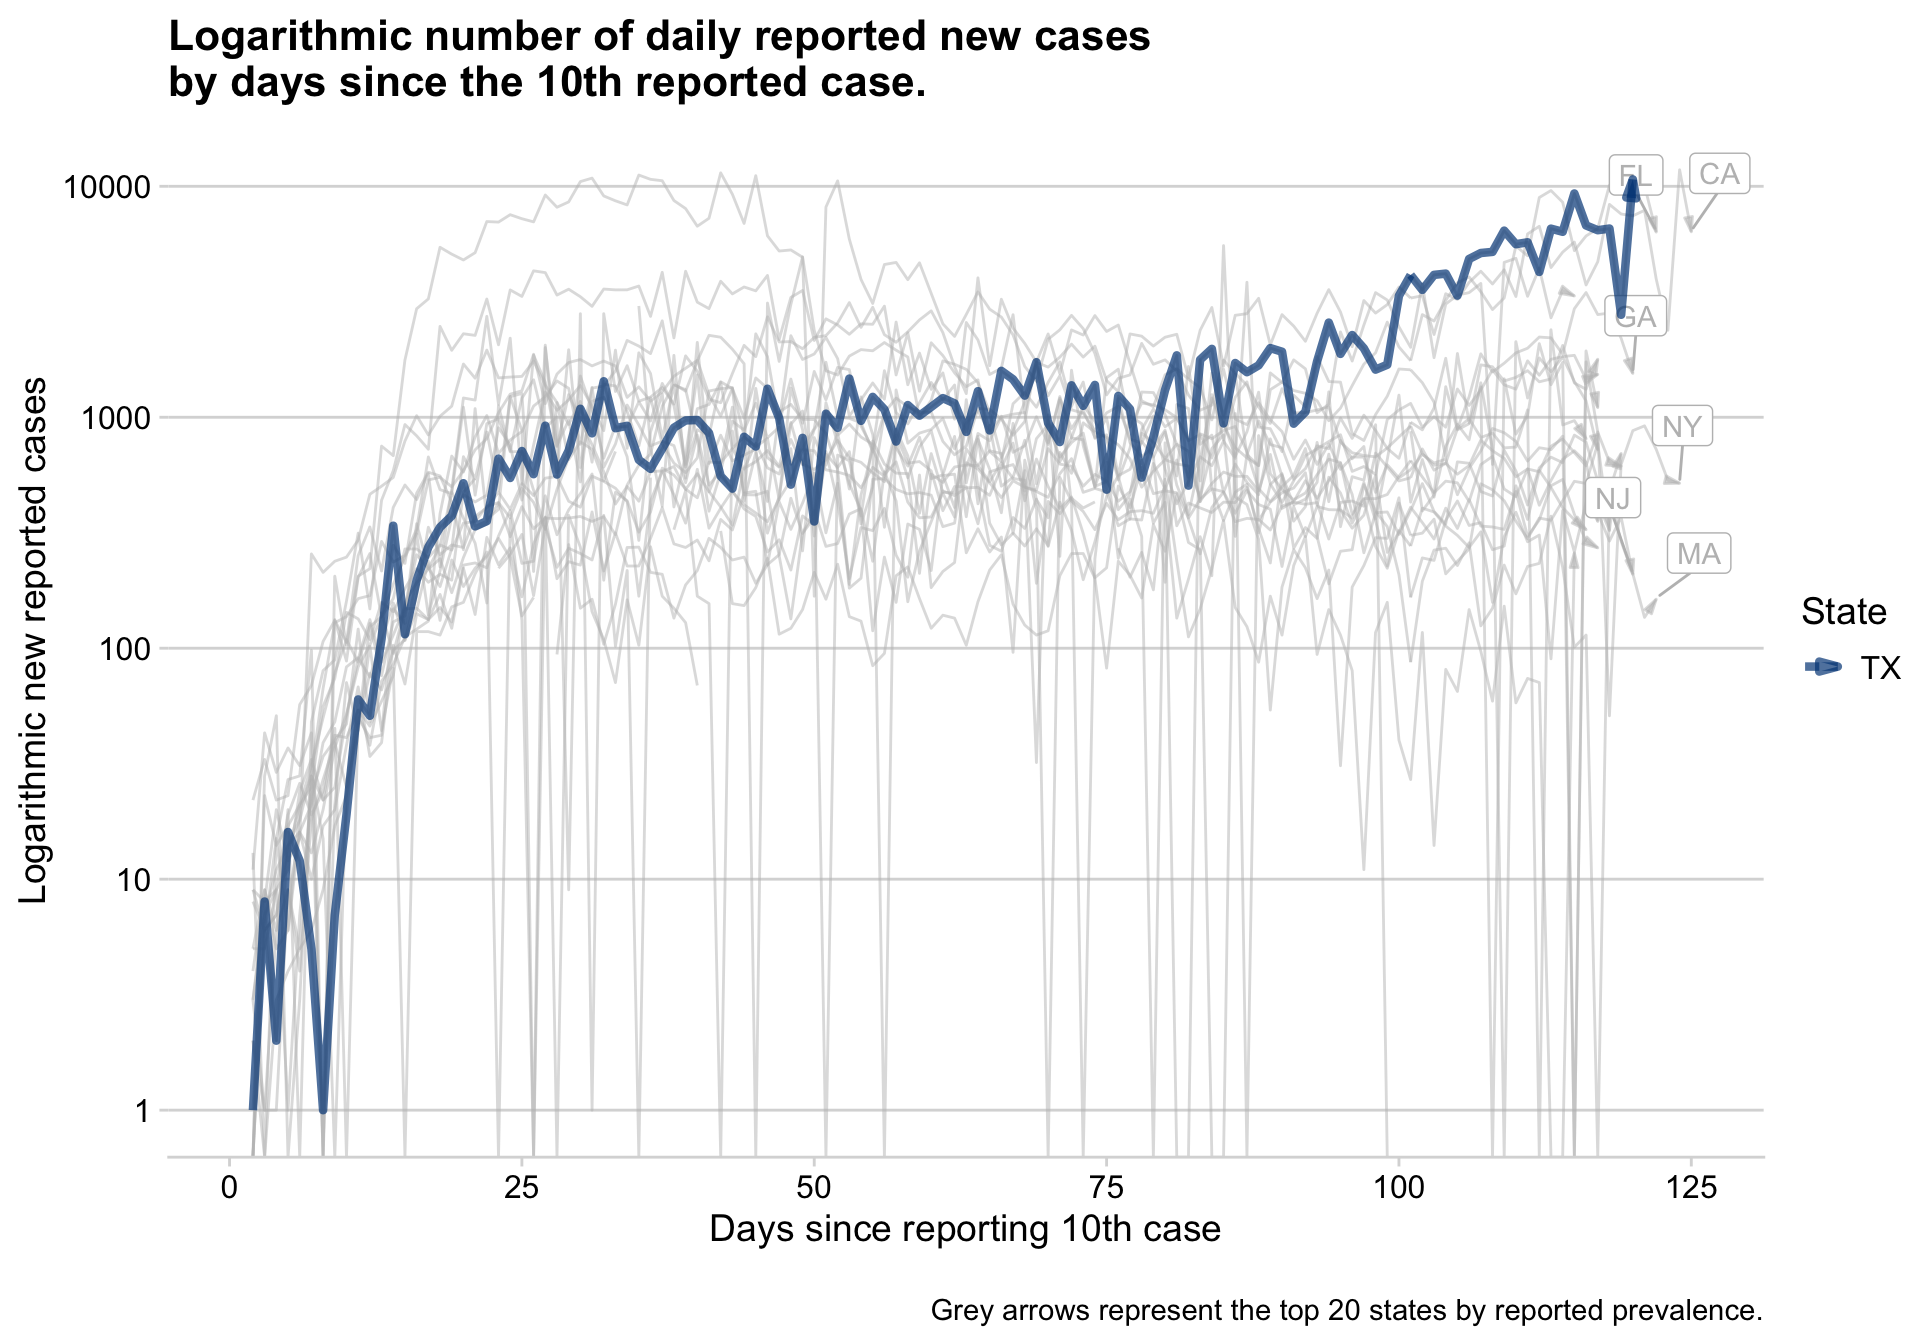 Logarithmic number of daily reported new cases
by days since the 10th reported case.
Logarithmic new reported cases
10000
1000
100
10
1
FL
CA
GA
NY
NJ
MA
State
TX
0
25
50
75
100
125
Days since reporting 10th case
Grey arrows represent the top 20 states by reported prevalence.